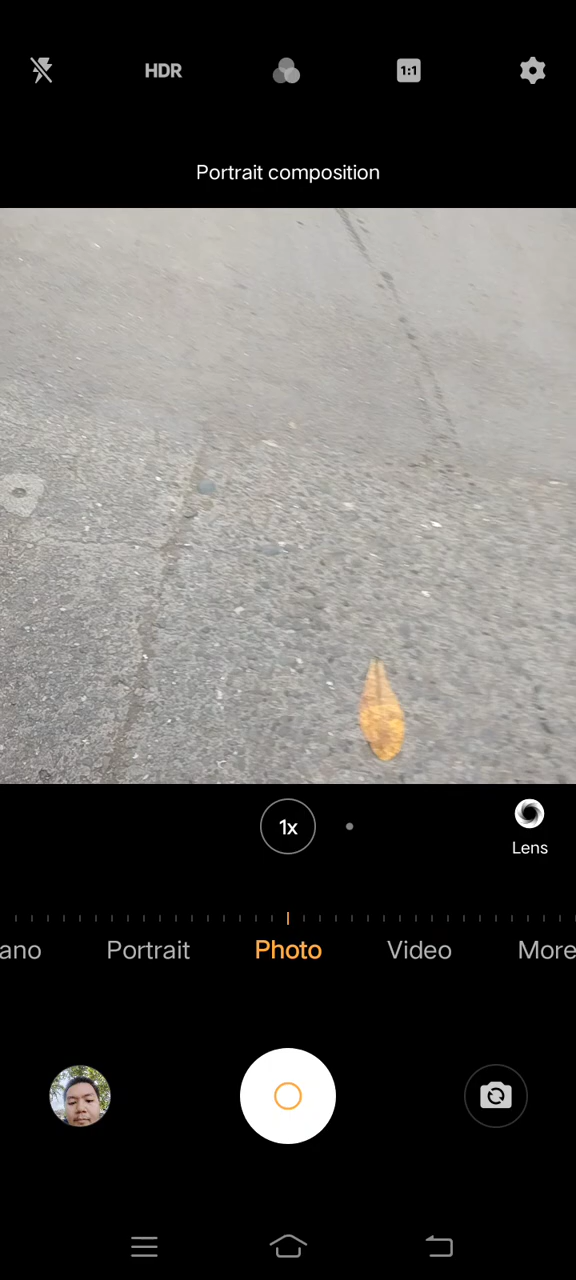 HDR
1:1
Portrait composition
1x
Lens
ano Portrait Photo Video More